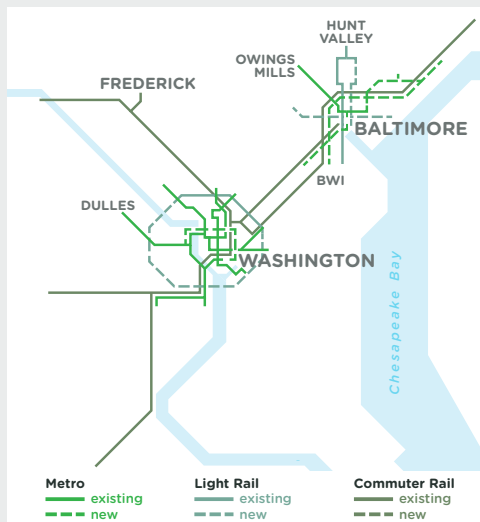 HUNT
VALLEY
OWINGS
MILLS
FREDERICK
BALTIMORE
BWI
DULLES
WASHINGTON
Chesapeake Bay
Metro
existing
new
Light Rail
existing
new
Commuter Rail
existing
new